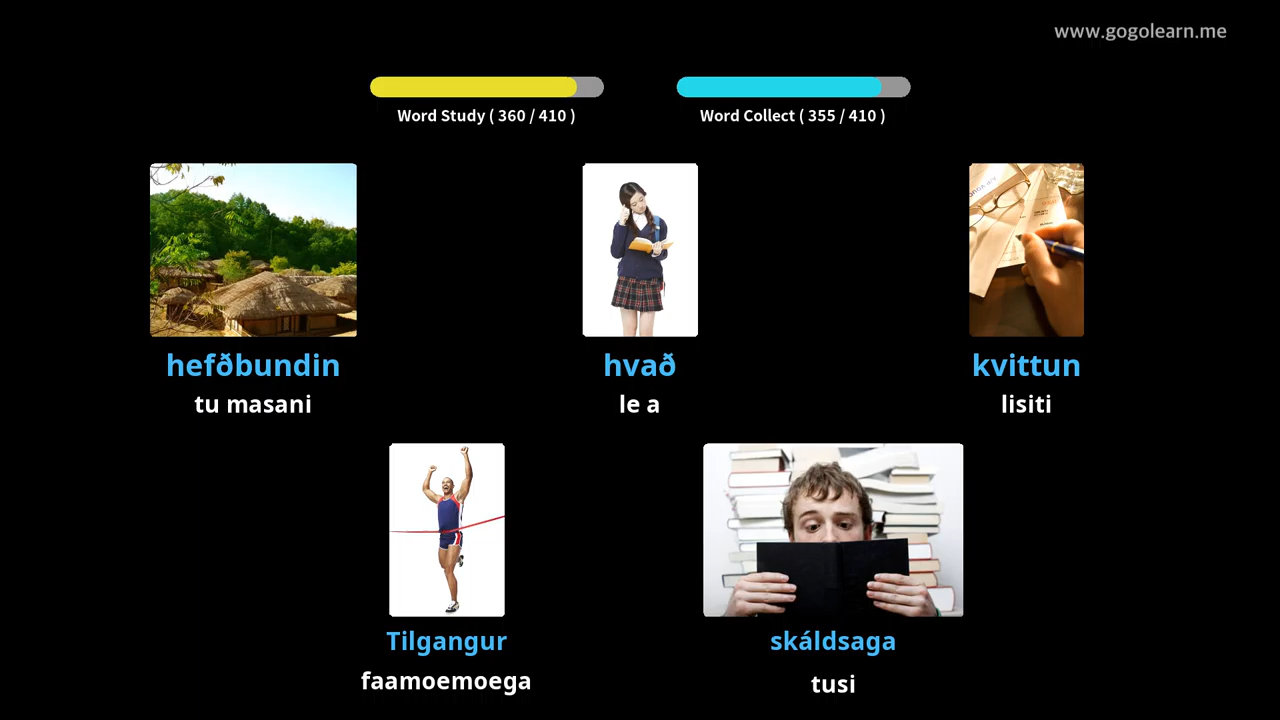 www.gogolearn.me
Word Study ( 360 / 410 )
Word Collect ( 355 / 410 )
hefðbundin
tu masani
hvað
le a
kvittun
lisiti
Tilgangur
faamoemoega
skáldsaga
tusi